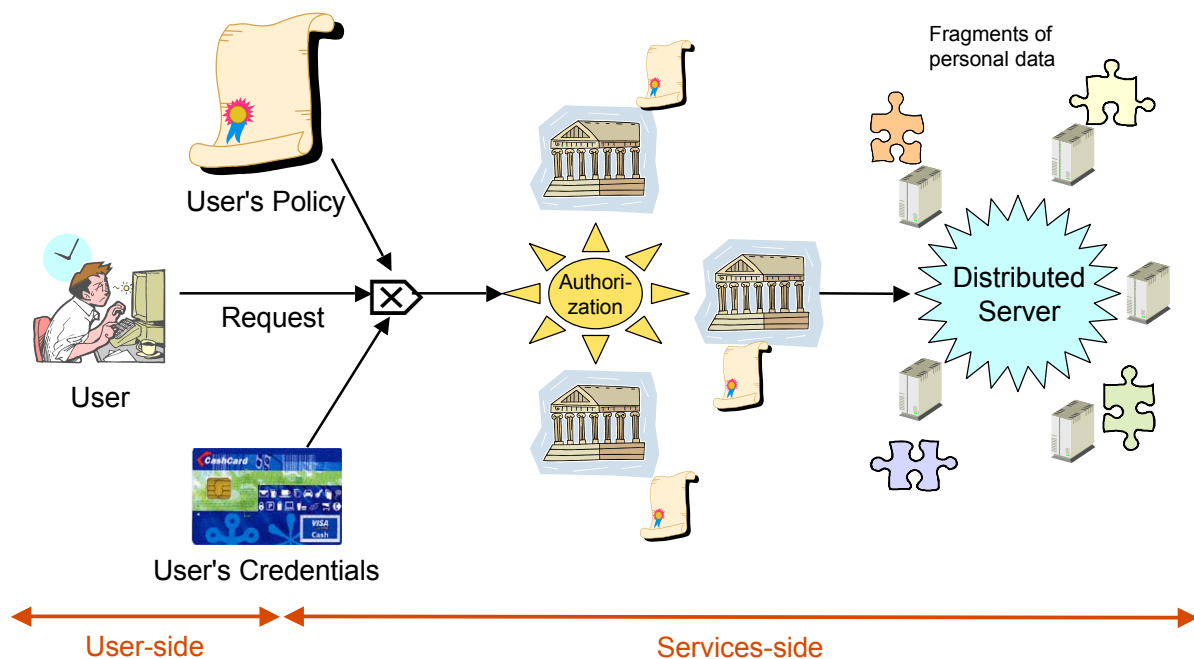 Fragments of
personal data
User's Policy
Request
User
Authori-
zation
Distributed
Server
CashCard
VISA
Cash
User's Credentials
User-side
Services-side